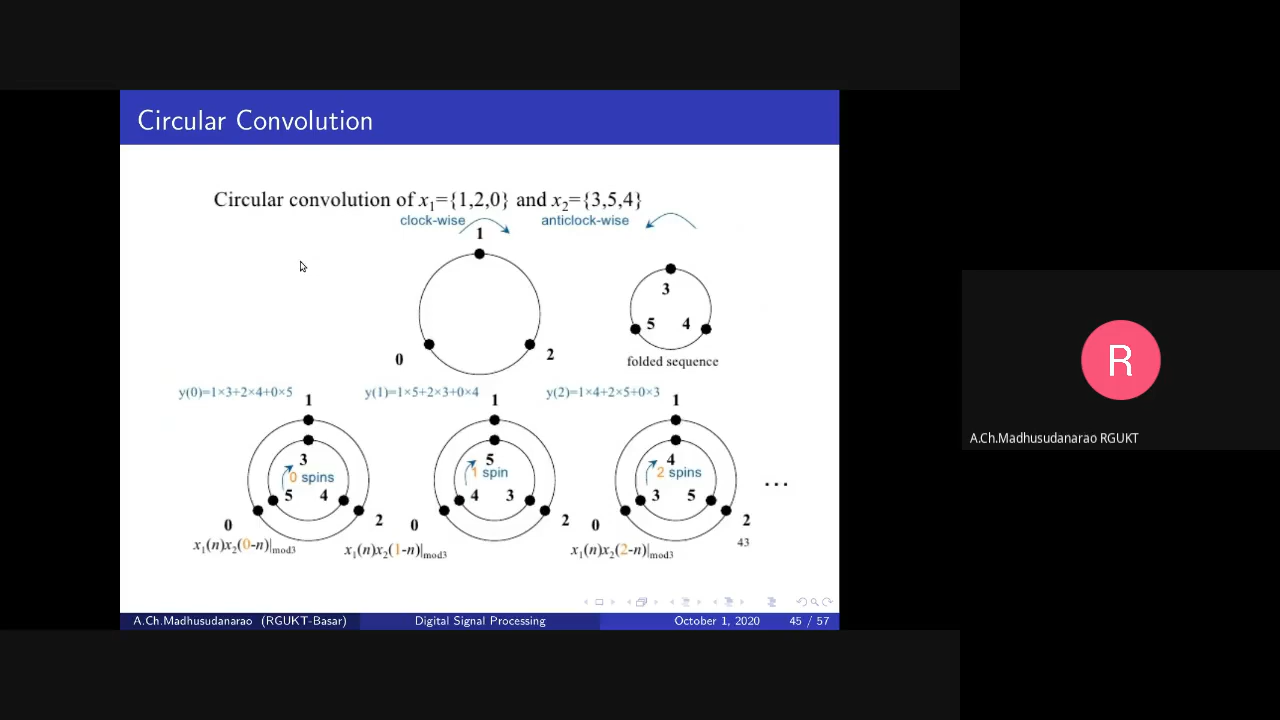 Circular Convolution
Circular convolution of x₁={1,2,0} and x₂={3,5,4}
clock-wise
anticlock-wise
1
0
2
3
5 4
folded sequence
y(0)=1×3+2×4+0×5
1
3
0 spins
5 4
0
2
x₁(n)x₂(0-n)|mod3
y(1)=1×5+2×3+0×4
1
5
1 spin
4 3
0
2
x₁(n)x₂(1-n)|mod3
y(2)=1×4+2×5+0×3
1
4
2 spins
3 5
0
2
x₁(n)x₂(2-n)|mod3
...
43
A.Ch.Madhusudanarao (RGUKT-Basar)
Digital Signal Processing
October 1, 2020
45 / 57
R
A.Ch.Madhusudanarao RGUKT